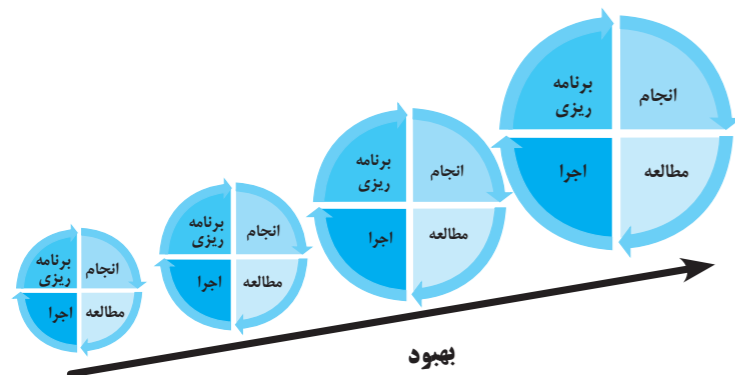 برنامه
ریزی
انجام
اجرا
مطالعه
برنامه
ریزی
انجام
اجرا
مطالعه
برنامه
ریزی
انجام
اجرا
مطالعه
برنامه
ریزی
انجام
اجرا
مطالعه
بهبود